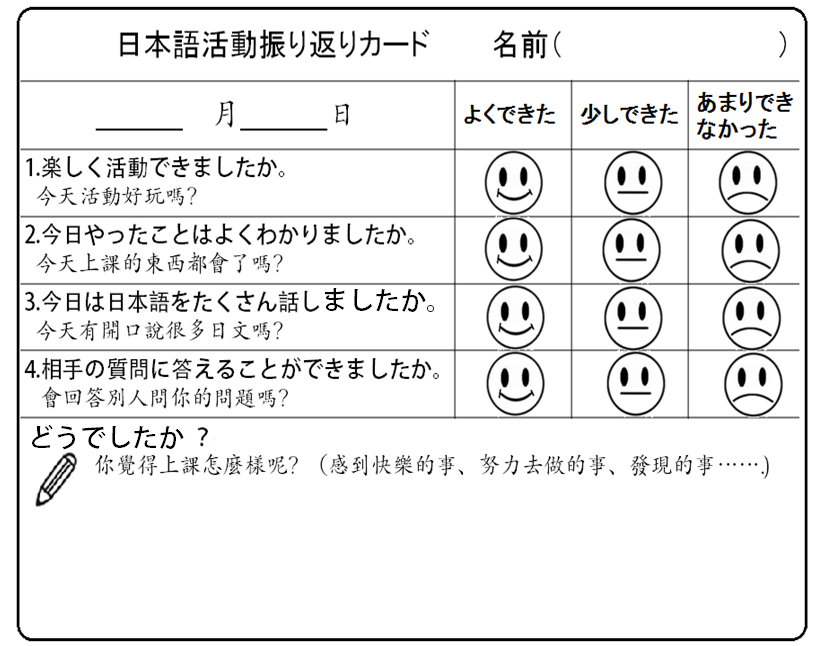 日本語活動振り返りカード 名前( )
______ 月______日 よくできた 少しできた あまりでき
なかった
1.楽しく活動できましたか。
今天活動好玩嗎?
2.今日やったことはよくわかりましたか。
今天上課的東西都會了嗎?
3.今日は日本語をたくさん話しましたか。
今天有開口說很多日文嗎?
4.相手の質問に答えることができましたか。
會回答別人問你的問題嗎?
どうでしたか ?
你覺得上課怎麼樣呢? (感到快樂的事、努力去做的事、發現的事……)